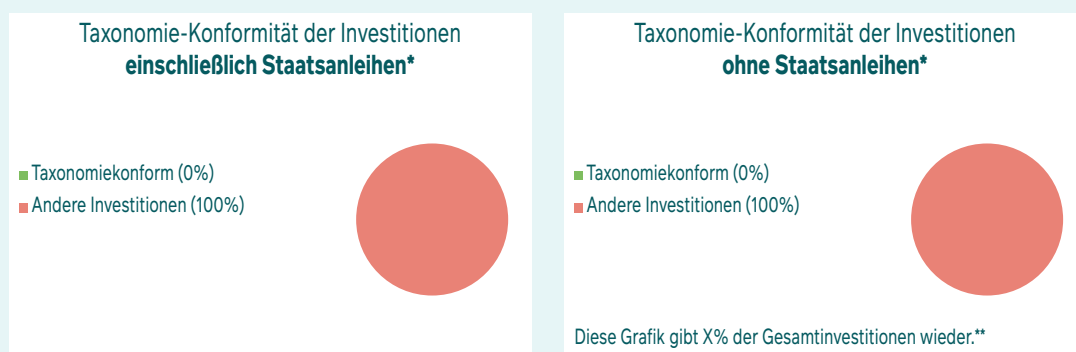 Taxonomie-Konformität der Investitionen
einschließlich Staatsanleihen*
Taxonomiekonform (0%)
Andere Investitionen (100%)
Taxonomie-Konformität der Investitionen
ohne Staatsanleihen*
Taxonomiekonform (0%)
Andere Investitionen (100%)
Diese Grafik gibt X% der Gesamtinvestitionen wieder.**